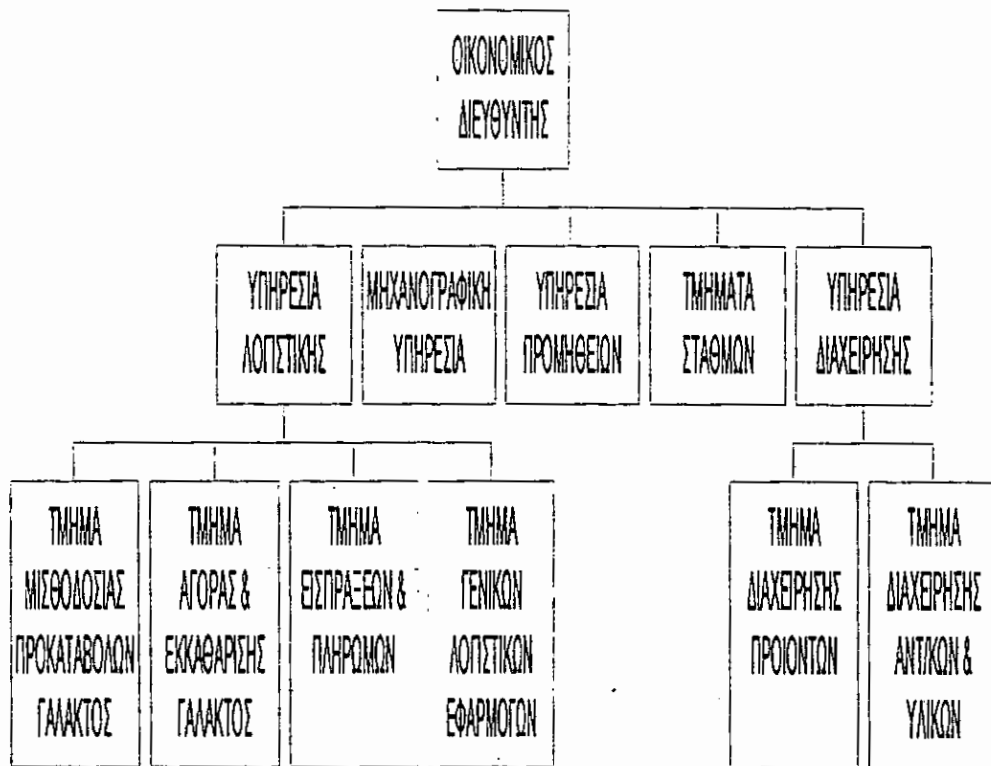 ΟΙΚΟΝΟΜΙΚΟΣ
ΔΙΕΥΘΥΝΤΗΣ
ΥΠΗΡΕΣΙΑ
ΛΟΓΙΣΤΙΚΗΣ
ΜΗΧΑΝΟΓΡΑΦΙΚΗ
ΥΠΗΡΕΣΙΑ
ΥΠΗΡΕΣΙΑ
ΠΡΟΜΗΘΕΙΩΝ
ΤΜΗΜΑΤΑ
ΣΤΑΘΜΩΝ
ΥΠΗΡΕΣΙΑ
ΔΙΑΧΕΙΡΗΣΗΣ
ΤΜΗΜΑ
ΜΙΣΘΟΔΟΣΙΑΣ
ΠΡΟΚΑΤΑΒΟΛΩΝ
ΓΑΛΑΚΤΟΣ
ΤΜΗΜΑ
ΑΓΟΡΑΣ &
ΕΚΚΑΘΑΡΙΣΗΣ
ΓΑΛΑΚΤΟΣ
ΤΜΗΜΑ
ΕΙΣΠΡΑΞΕΩΝ &
ΠΛΗΡΩΜΩΝ
ΤΜΗΜΑ
ΓΕΝΙΚΩΝ
ΛΟΓΙΣΤΙΚΩΝ
ΕΦΑΡΜΟΓΩΝ
ΤΜΗΜΑ
ΔΙΑΧΕΙΡΗΣΗΣ
ΠΡΟΙΟΝΤΩΝ
ΤΜΗΜΑ
ΔΙΑΧΕΙΡΗΣΗΣ
ΑΝΤ/ΚΩΝ &
ΥΛΙΚΩΝ